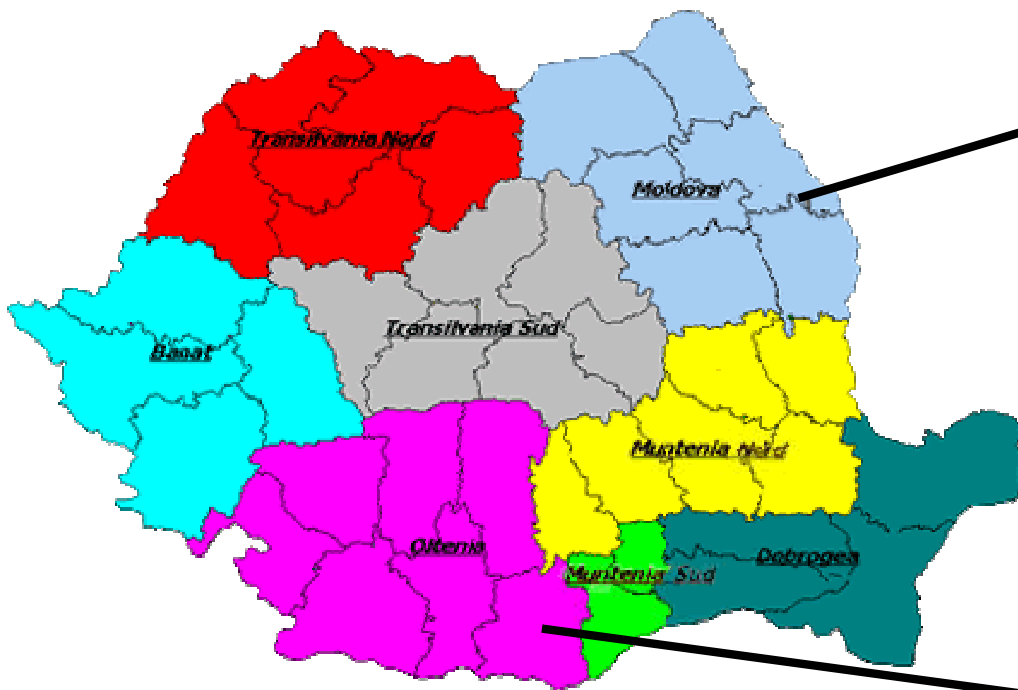 Transilvania Nord
Moldova
Transilvania Sud
Banat
Muntenia Nord
Oltenia
Dobrogea
Muntenia Sud